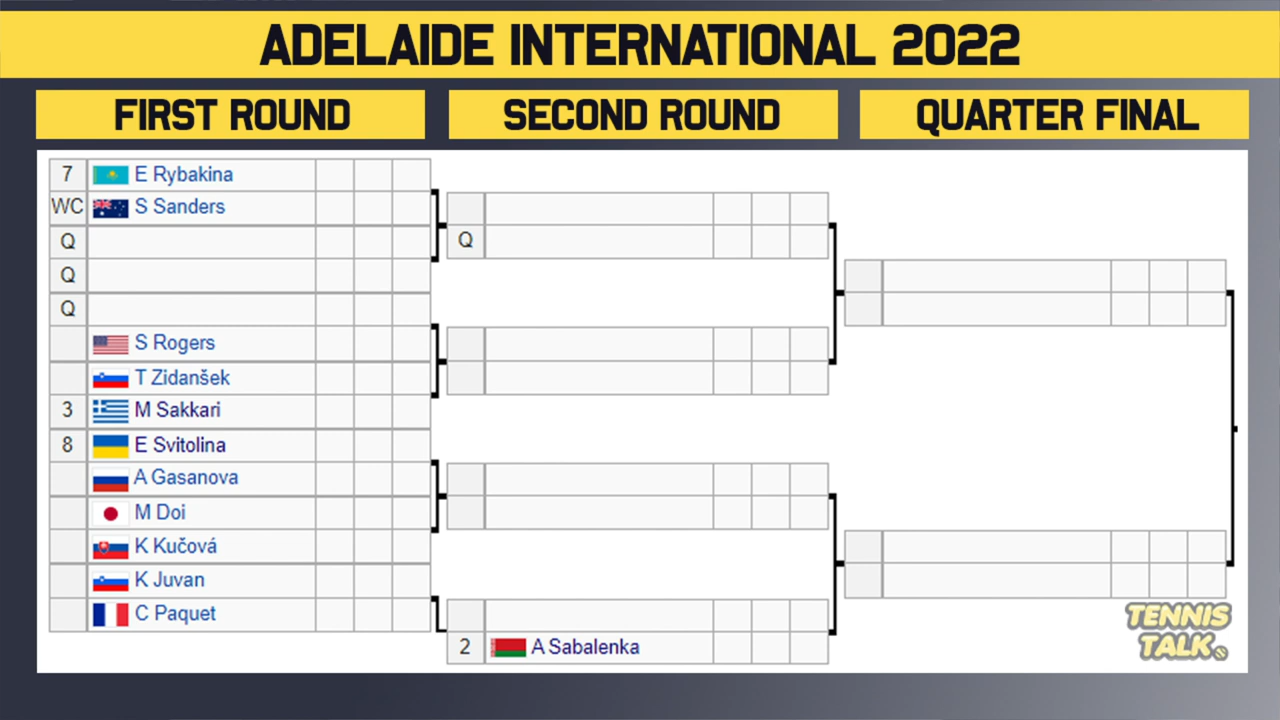 ADELAIDE INTERNATIONAL 2022
FIRST ROUND
SECOND ROUND
QUARTER FINAL
7 E Rybakina
WC S Sanders
Q
Q
Q
S Rogers
T Zidanšek
3 M Sakkari
8 E Svitolina
A Gasanova
M Doi
K Kučová
K Juvan
C Paquet
Q
2 A Sabalenka
TENNIS
TALK